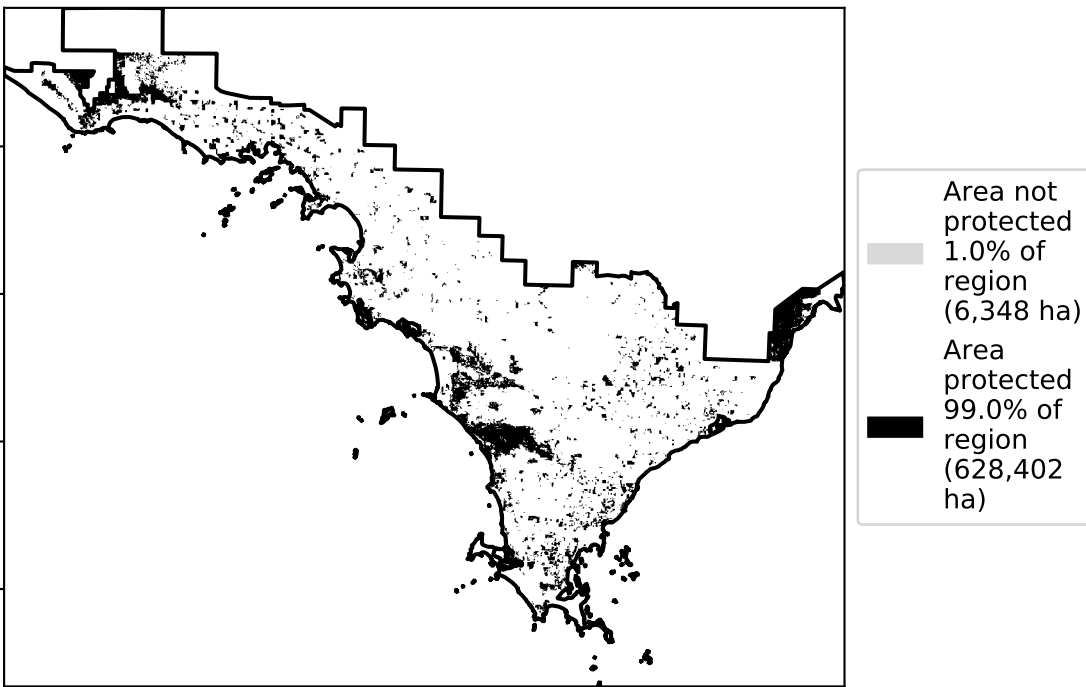 Area not
protected
1.0% of
region
(6,348 ha)
Area
protected
99.0% of
region
(628,402
ha)